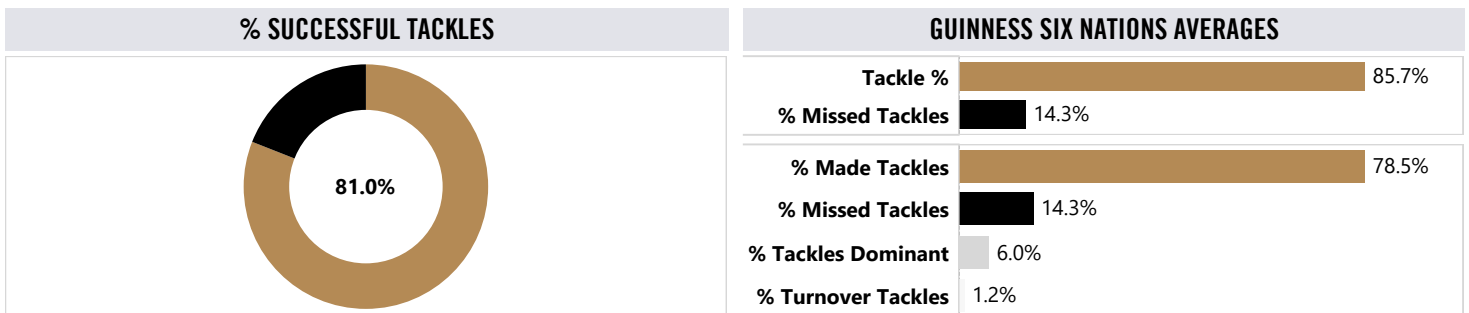 % SUCCESSFUL TACKLES
81.0%
GUINNESS SIX NATIONS AVERAGES
Tackle % 85.7%
% Missed Tackles 14.3%
% Made Tackles 78.5%
% Missed Tackles 14.3%
% Tackles Dominant 6.0%
% Turnover Tackles 1.2%